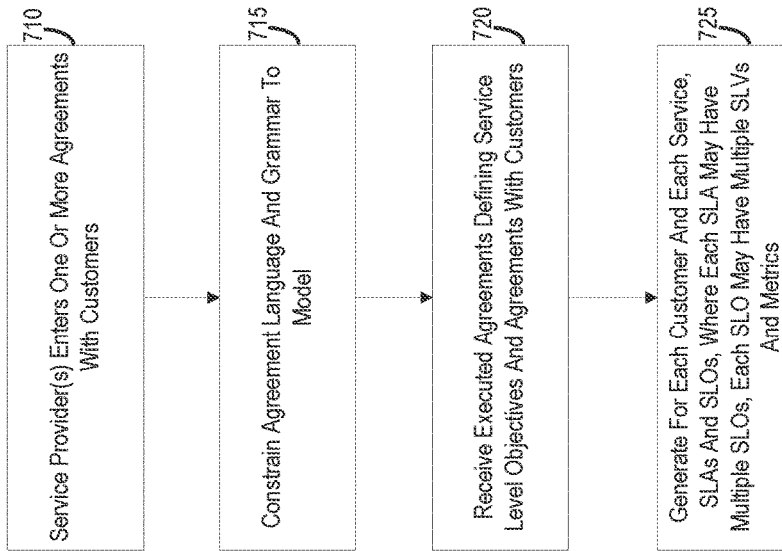 710
Service Provider(s) Enters One Or More Agreements
With Customers
715
Constrain Agreement Language And Grammar To
Model
720
Receive Executed Agreements Defining Service
Level Objectives And Agreements With Customers
725
Generate For Each Customer And Each Service,
SLAs And SLOs, Where Each SLA May Have
Multiple SLOs, Each SLO May Have Multiple SLVs
And Metrics